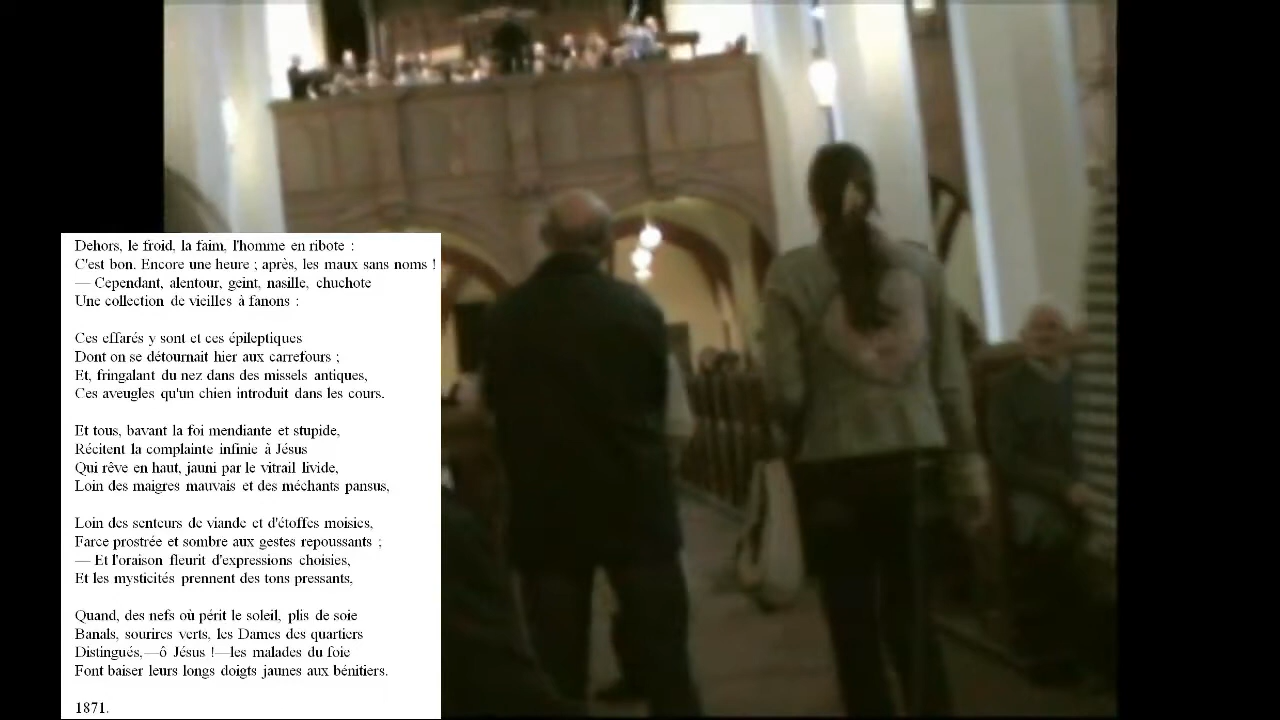 Dehors, le froid, la faim, l'homme en ribote :
C'est bon. Encore une heure ; après, les maux sans noms !
— Cependant, alentour, geint, nasille, chuchote
Une collection de vieilles à fanons :
Ces effarés y sont et ces épileptiques
Dont on se détournait hier aux carrefours ;
Et, fringalant du nez dans des missels antiques,
Ces aveugles qu'un chien introduit dans les cours.
Et tous, bavant la foi mendiante et stupide,
Récitent la complainte infinie à Jésus
Qui rêve en haut, jauni par le vitrail livide,
Loin des maigres mauvais et des méchants pansus,
Loin des senteurs de viande et d'étoffes moisies,
Farce prostrée et sombre aux gestes repoussants ;
— Et l'oraison fleurit d'expressions choisies,
Et les mysticités prennent des tons pressants,
Quand, des nefs où périt le soleil, plis de soie
Banals, sourires verts, les Dames des quartiers
Distingués,—ô Jésus !—les malades du foie
Font baiser leurs longs doigts jaunes aux bénitiers.
1871.